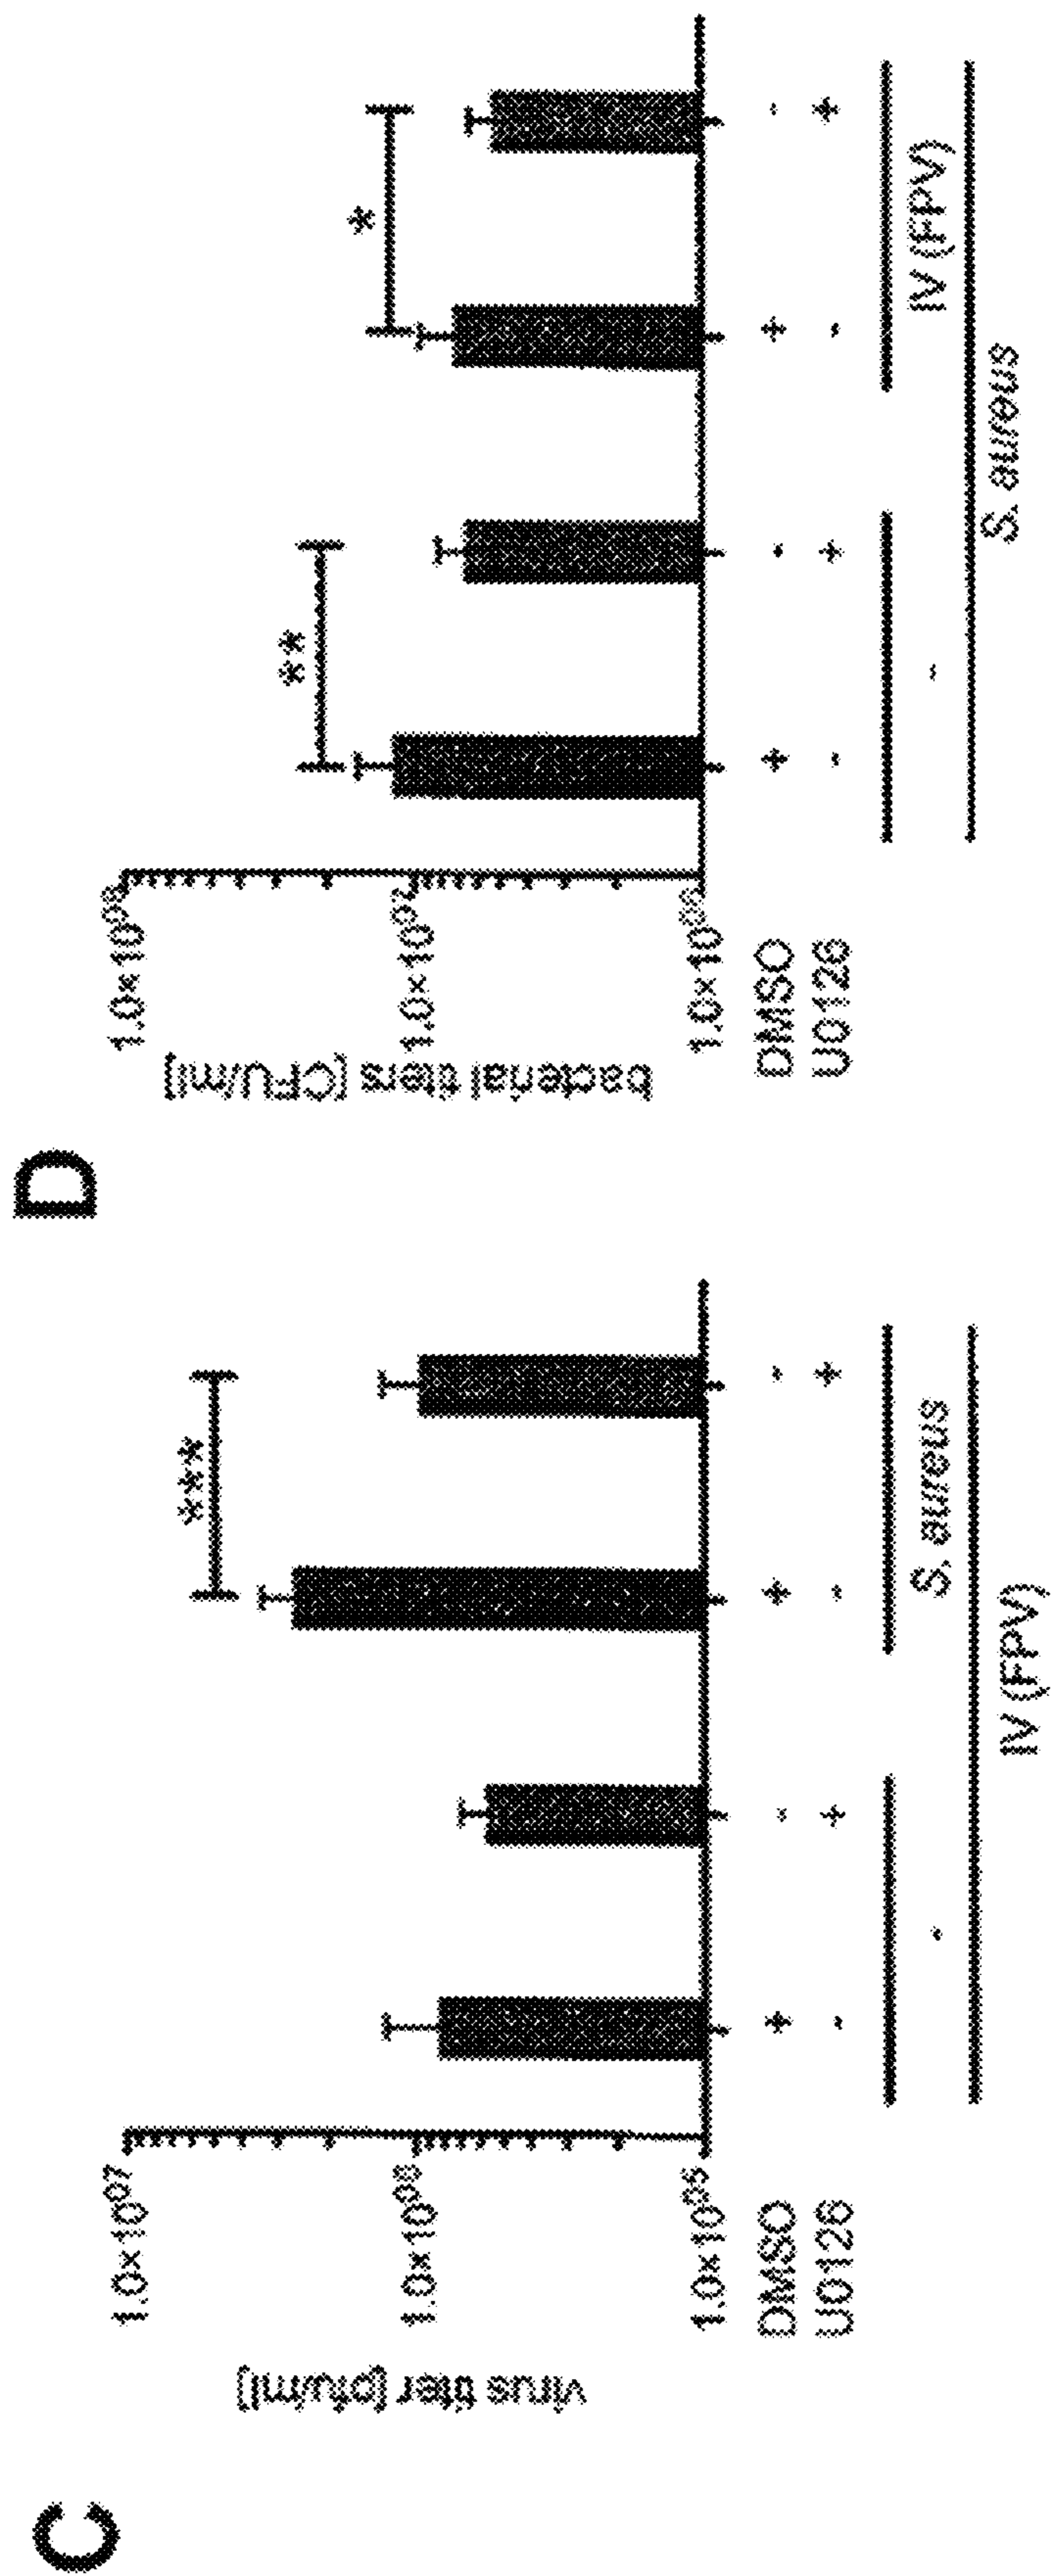 C
virus titer [pfu/ml]
1.0×10⁰⁷
1.0×10⁰⁶
1.0×10⁰⁵
***
DMSO + - + -
U0126 - + - +
- S. aureus
IV (FPV)
D
bacterial titers [CFU/ml]
1.0×10⁰⁸
1.0×10⁰⁷
1.0×10⁰⁶
**
*
DMSO + - + -
U0126 - + - +
- IV (FPV)
S. aureus